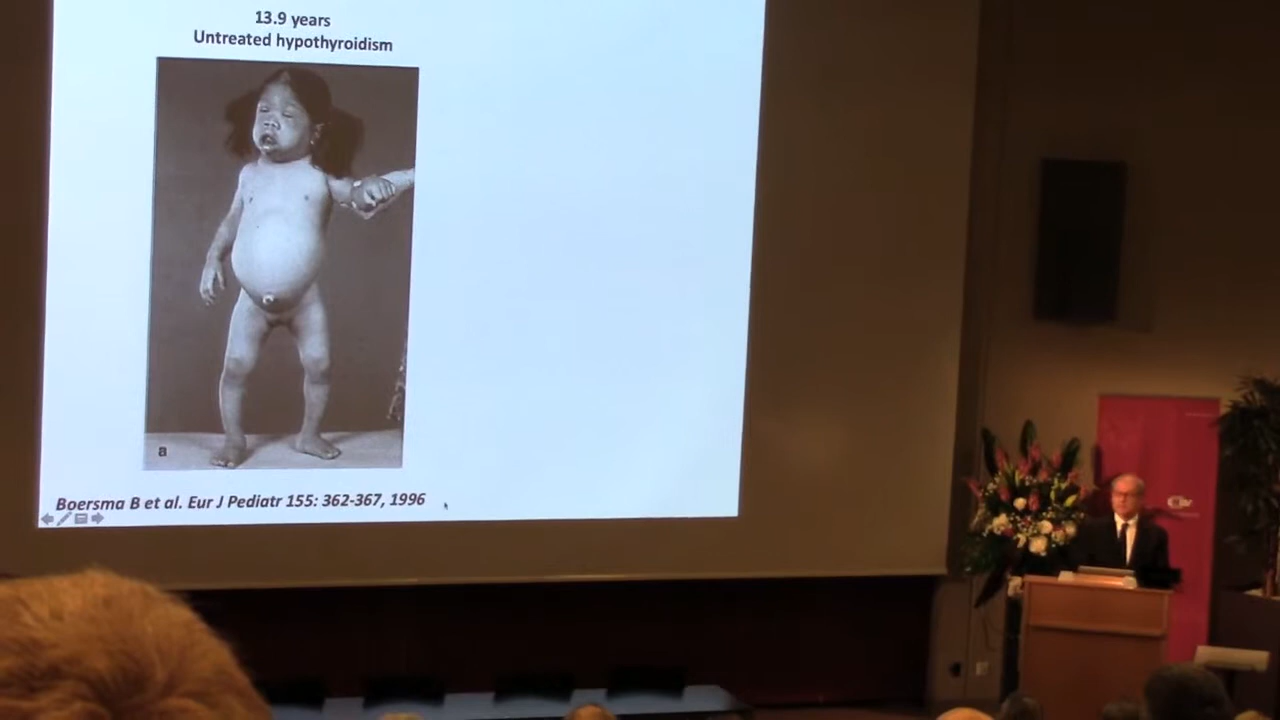 13.9 years
Untreated hypothyroidism
a
Boersma B et al. Eur J Pediatr 155: 362-367, 1996